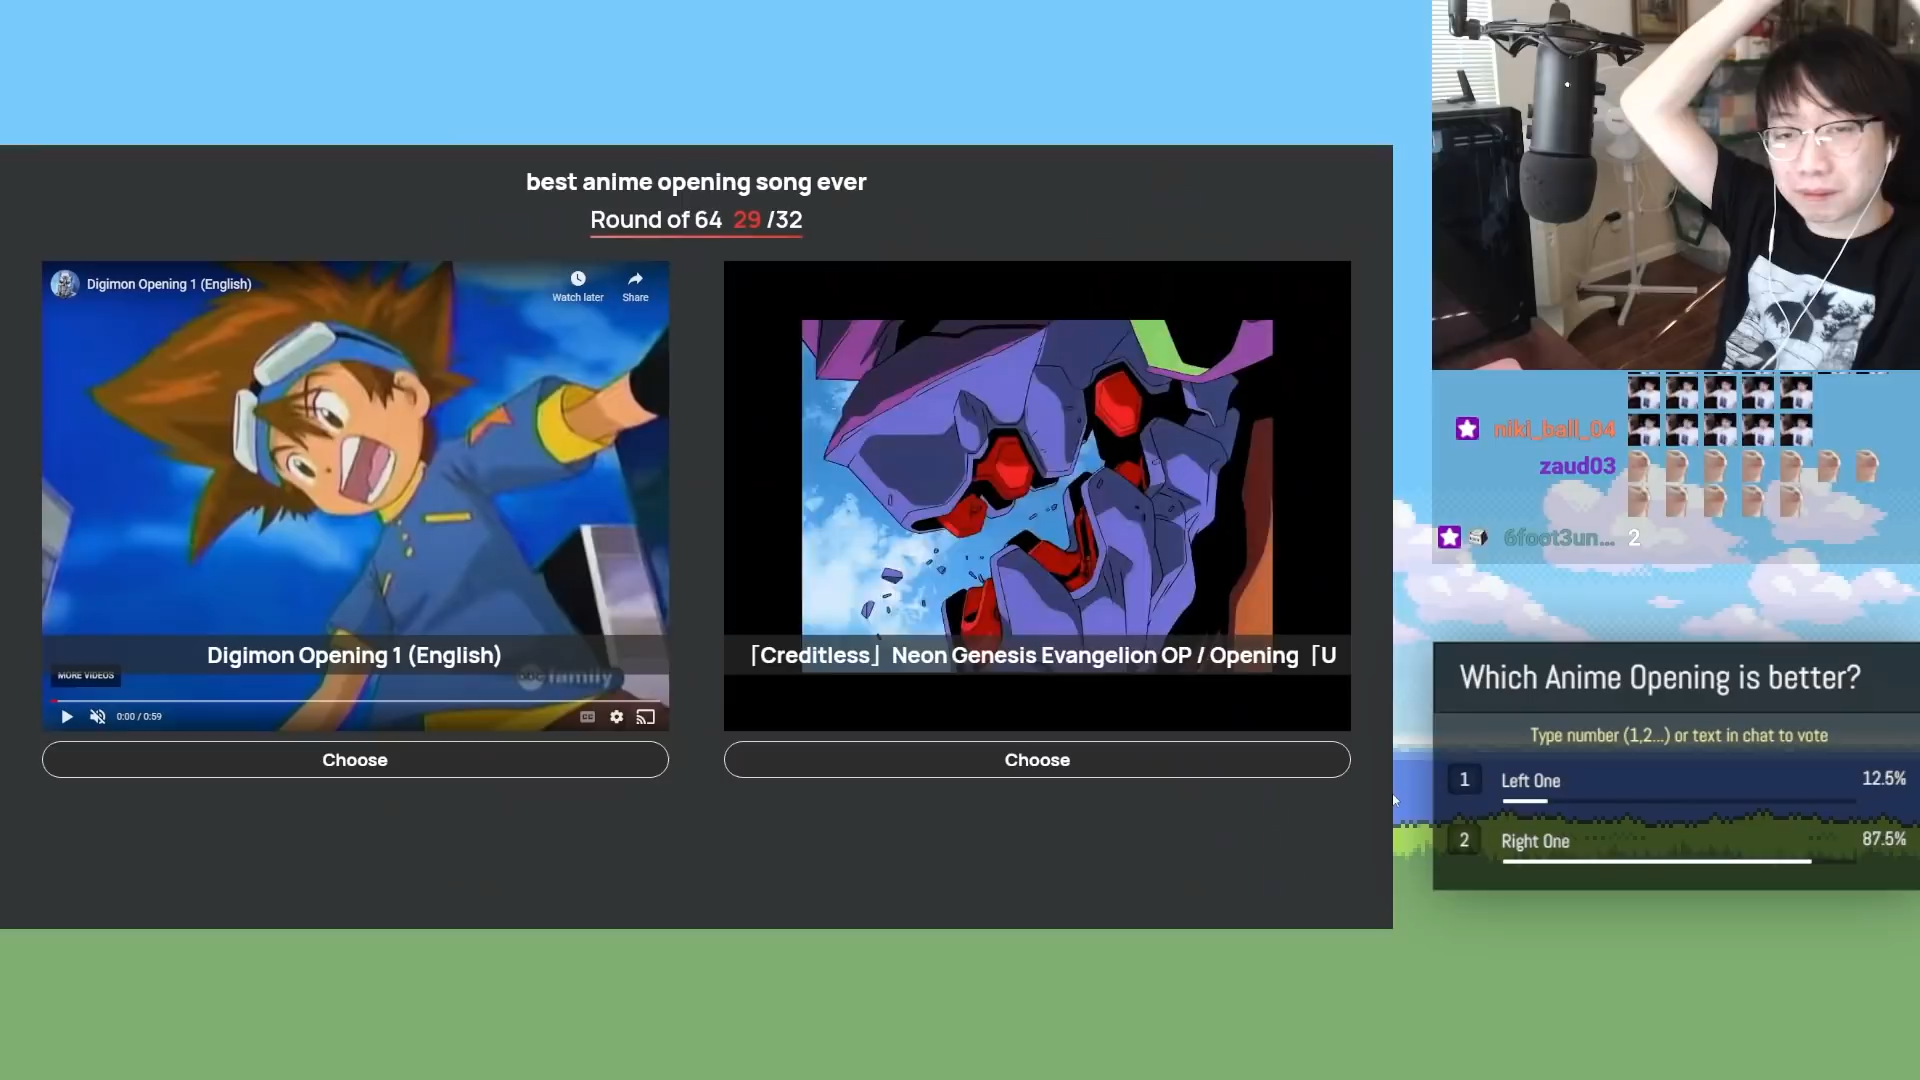 best anime opening song ever
Round of 64 29 /32
Digimon Opening 1 (English)
Watch later
Share
Digimon Opening 1 (English)
MORE VIDEOS
abc family
0:00 / 0:59
CC
Choose
「Creditless」 Neon Genesis Evangelion OP / Opening 「U
Choose
niki_ball_04
zaud03
6foot3un... 2
Which Anime Opening is better?
Type number (1,2...) or text in chat to vote
1 Left One 12.5%
2 Right One 87.5%